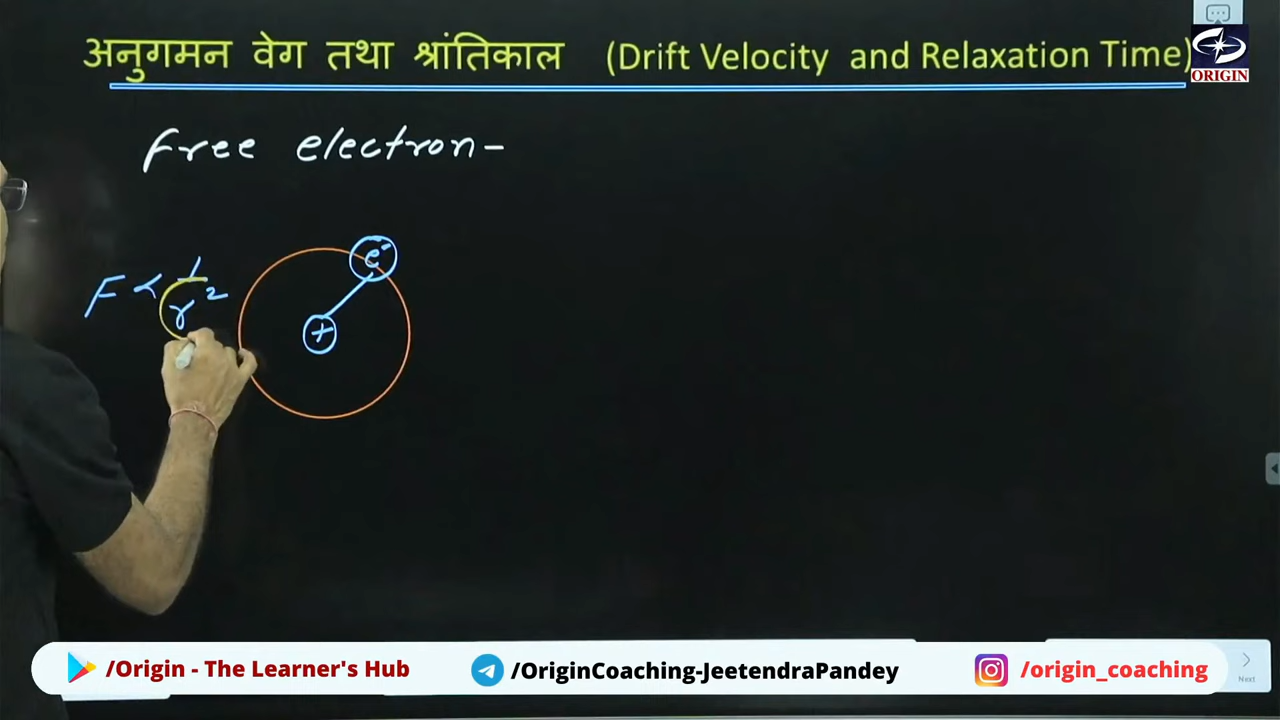 अनुगमन वेग तथा श्रांतिकाल (Drift Velocity and Relaxation Time)
ORIGIN
Free electron-
e-
F ∝ 1/r²
+
/Origin - The Learner's Hub
/OriginCoaching-JeetendraPandey
/origin_coaching
Next